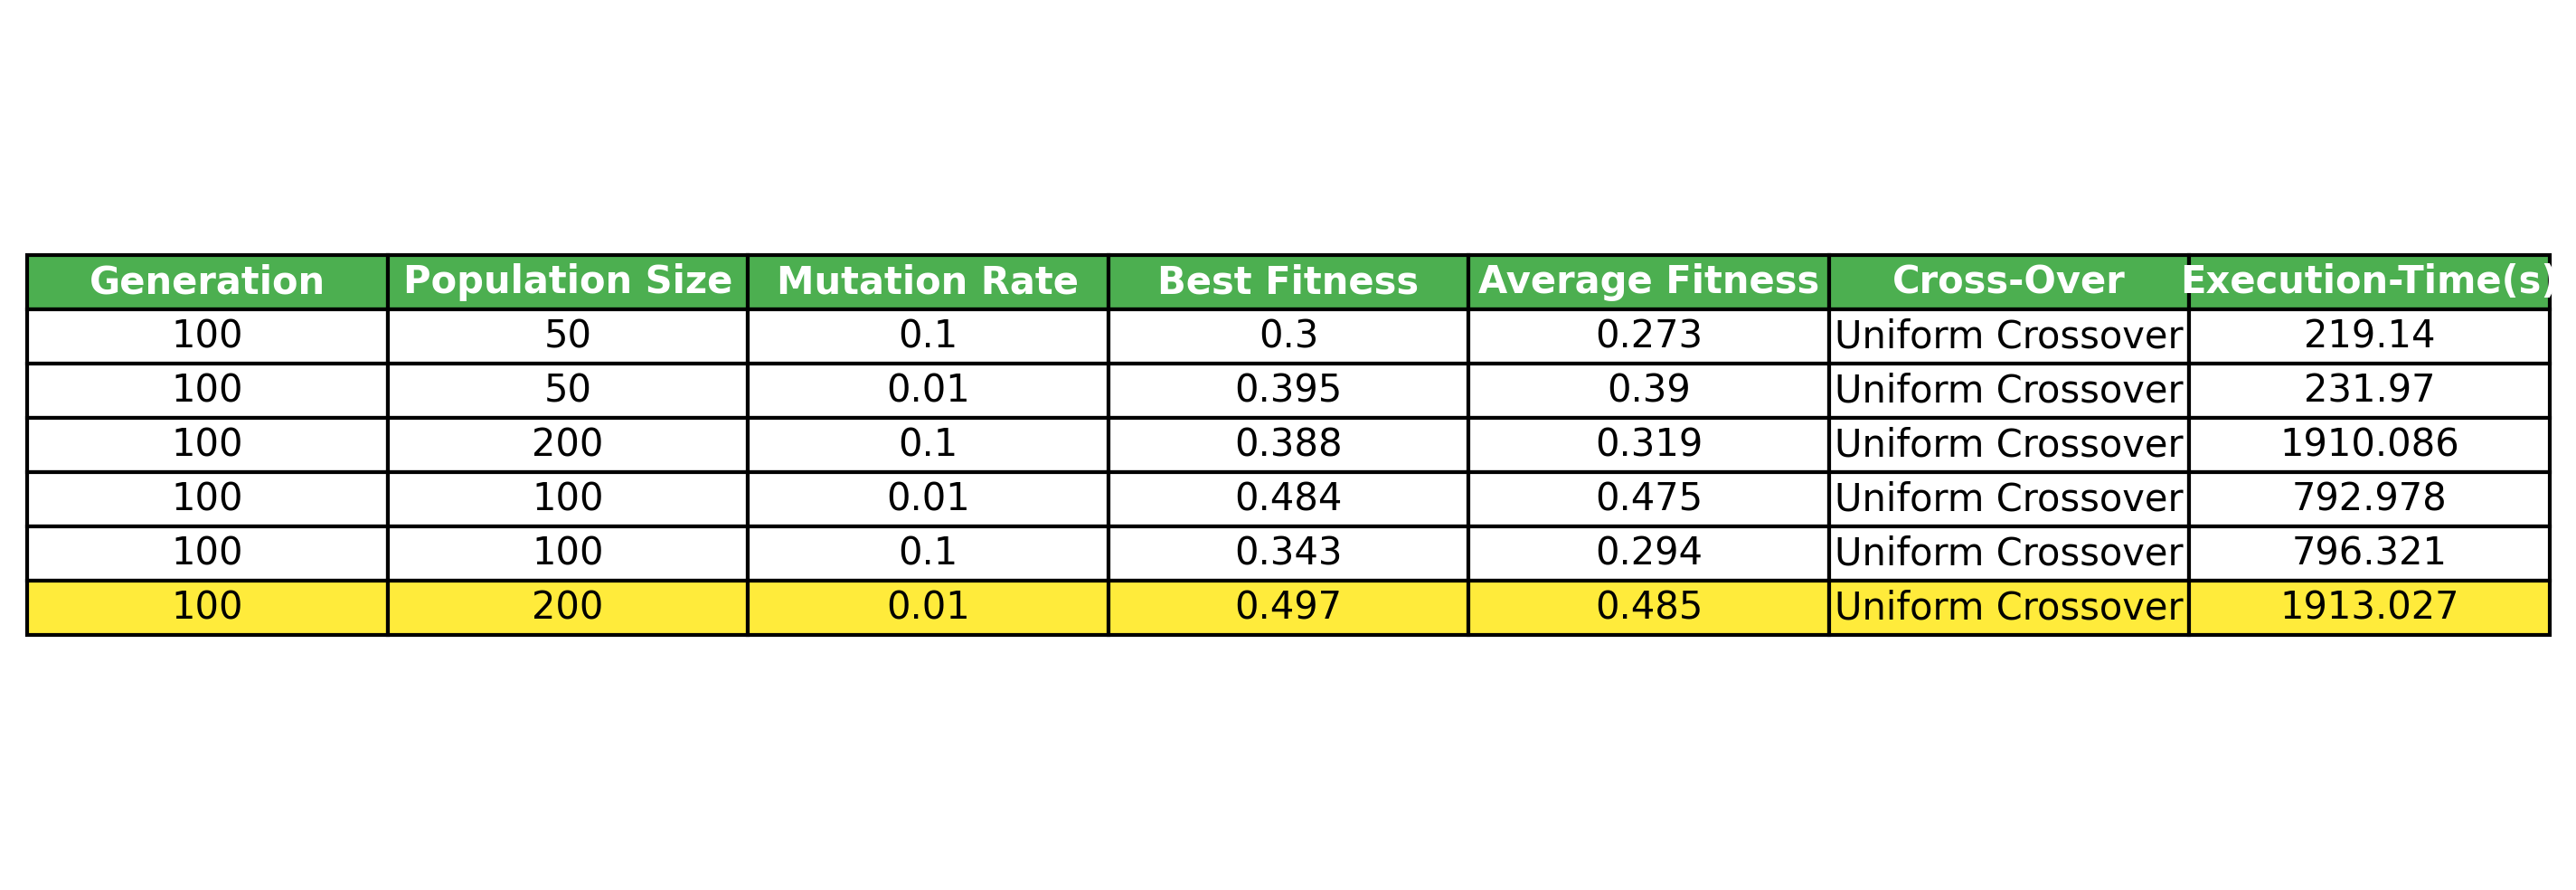 Generation Population Size Mutation Rate Best Fitness Average Fitness Cross-Over Execution-Time(s)
100 50 0.1 0.3 0.273 Uniform Crossover 219.14
100 50 0.01 0.395 0.39 Uniform Crossover 231.97
100 200 0.1 0.388 0.319 Uniform Crossover 1910.086
100 100 0.01 0.484 0.475 Uniform Crossover 792.978
100 100 0.1 0.343 0.294 Uniform Crossover 796.321
100 200 0.01 0.497 0.485 Uniform Crossover 1913.027